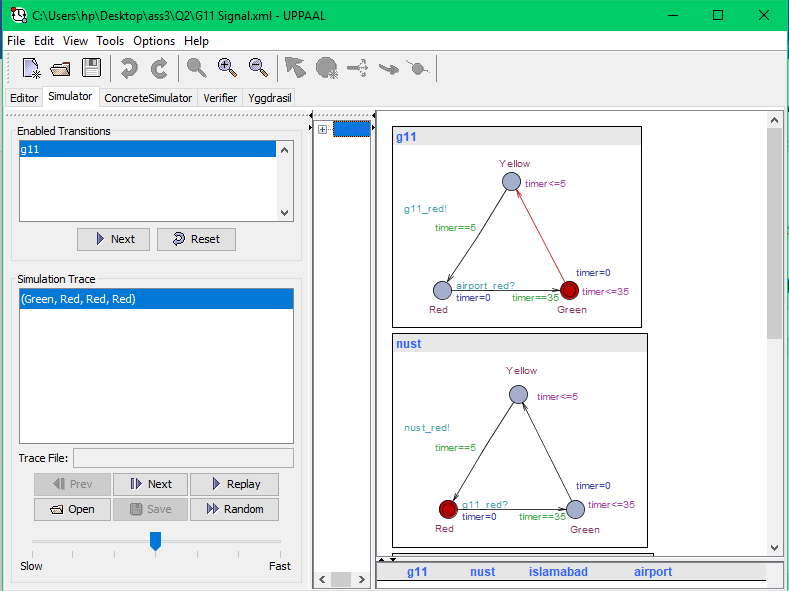 C:\Users\hp\Desktop\ass3\Q2\G11 Signal.xml - UPPAAL
File Edit View Tools Options Help
Editor Simulator ConcreteSimulator Verifier Yggdrasil
Enabled Transitions
g11
Next Reset
Simulation Trace
(Green, Red, Red, Red)
Trace File:
Prev Next Replay
Open Save Random
Slow Fast
g11
Yellow
timer<=5
g11_red!
timer==5
timer=0
airport_red?
timer<=35
timer=0 timer==35
Red Green
nust
Yellow
timer<=5
nust_red!
timer==5
timer=0
g11_red? timer<=35
timer=0 timer==35
Red Green
g11 nust islamabad airport